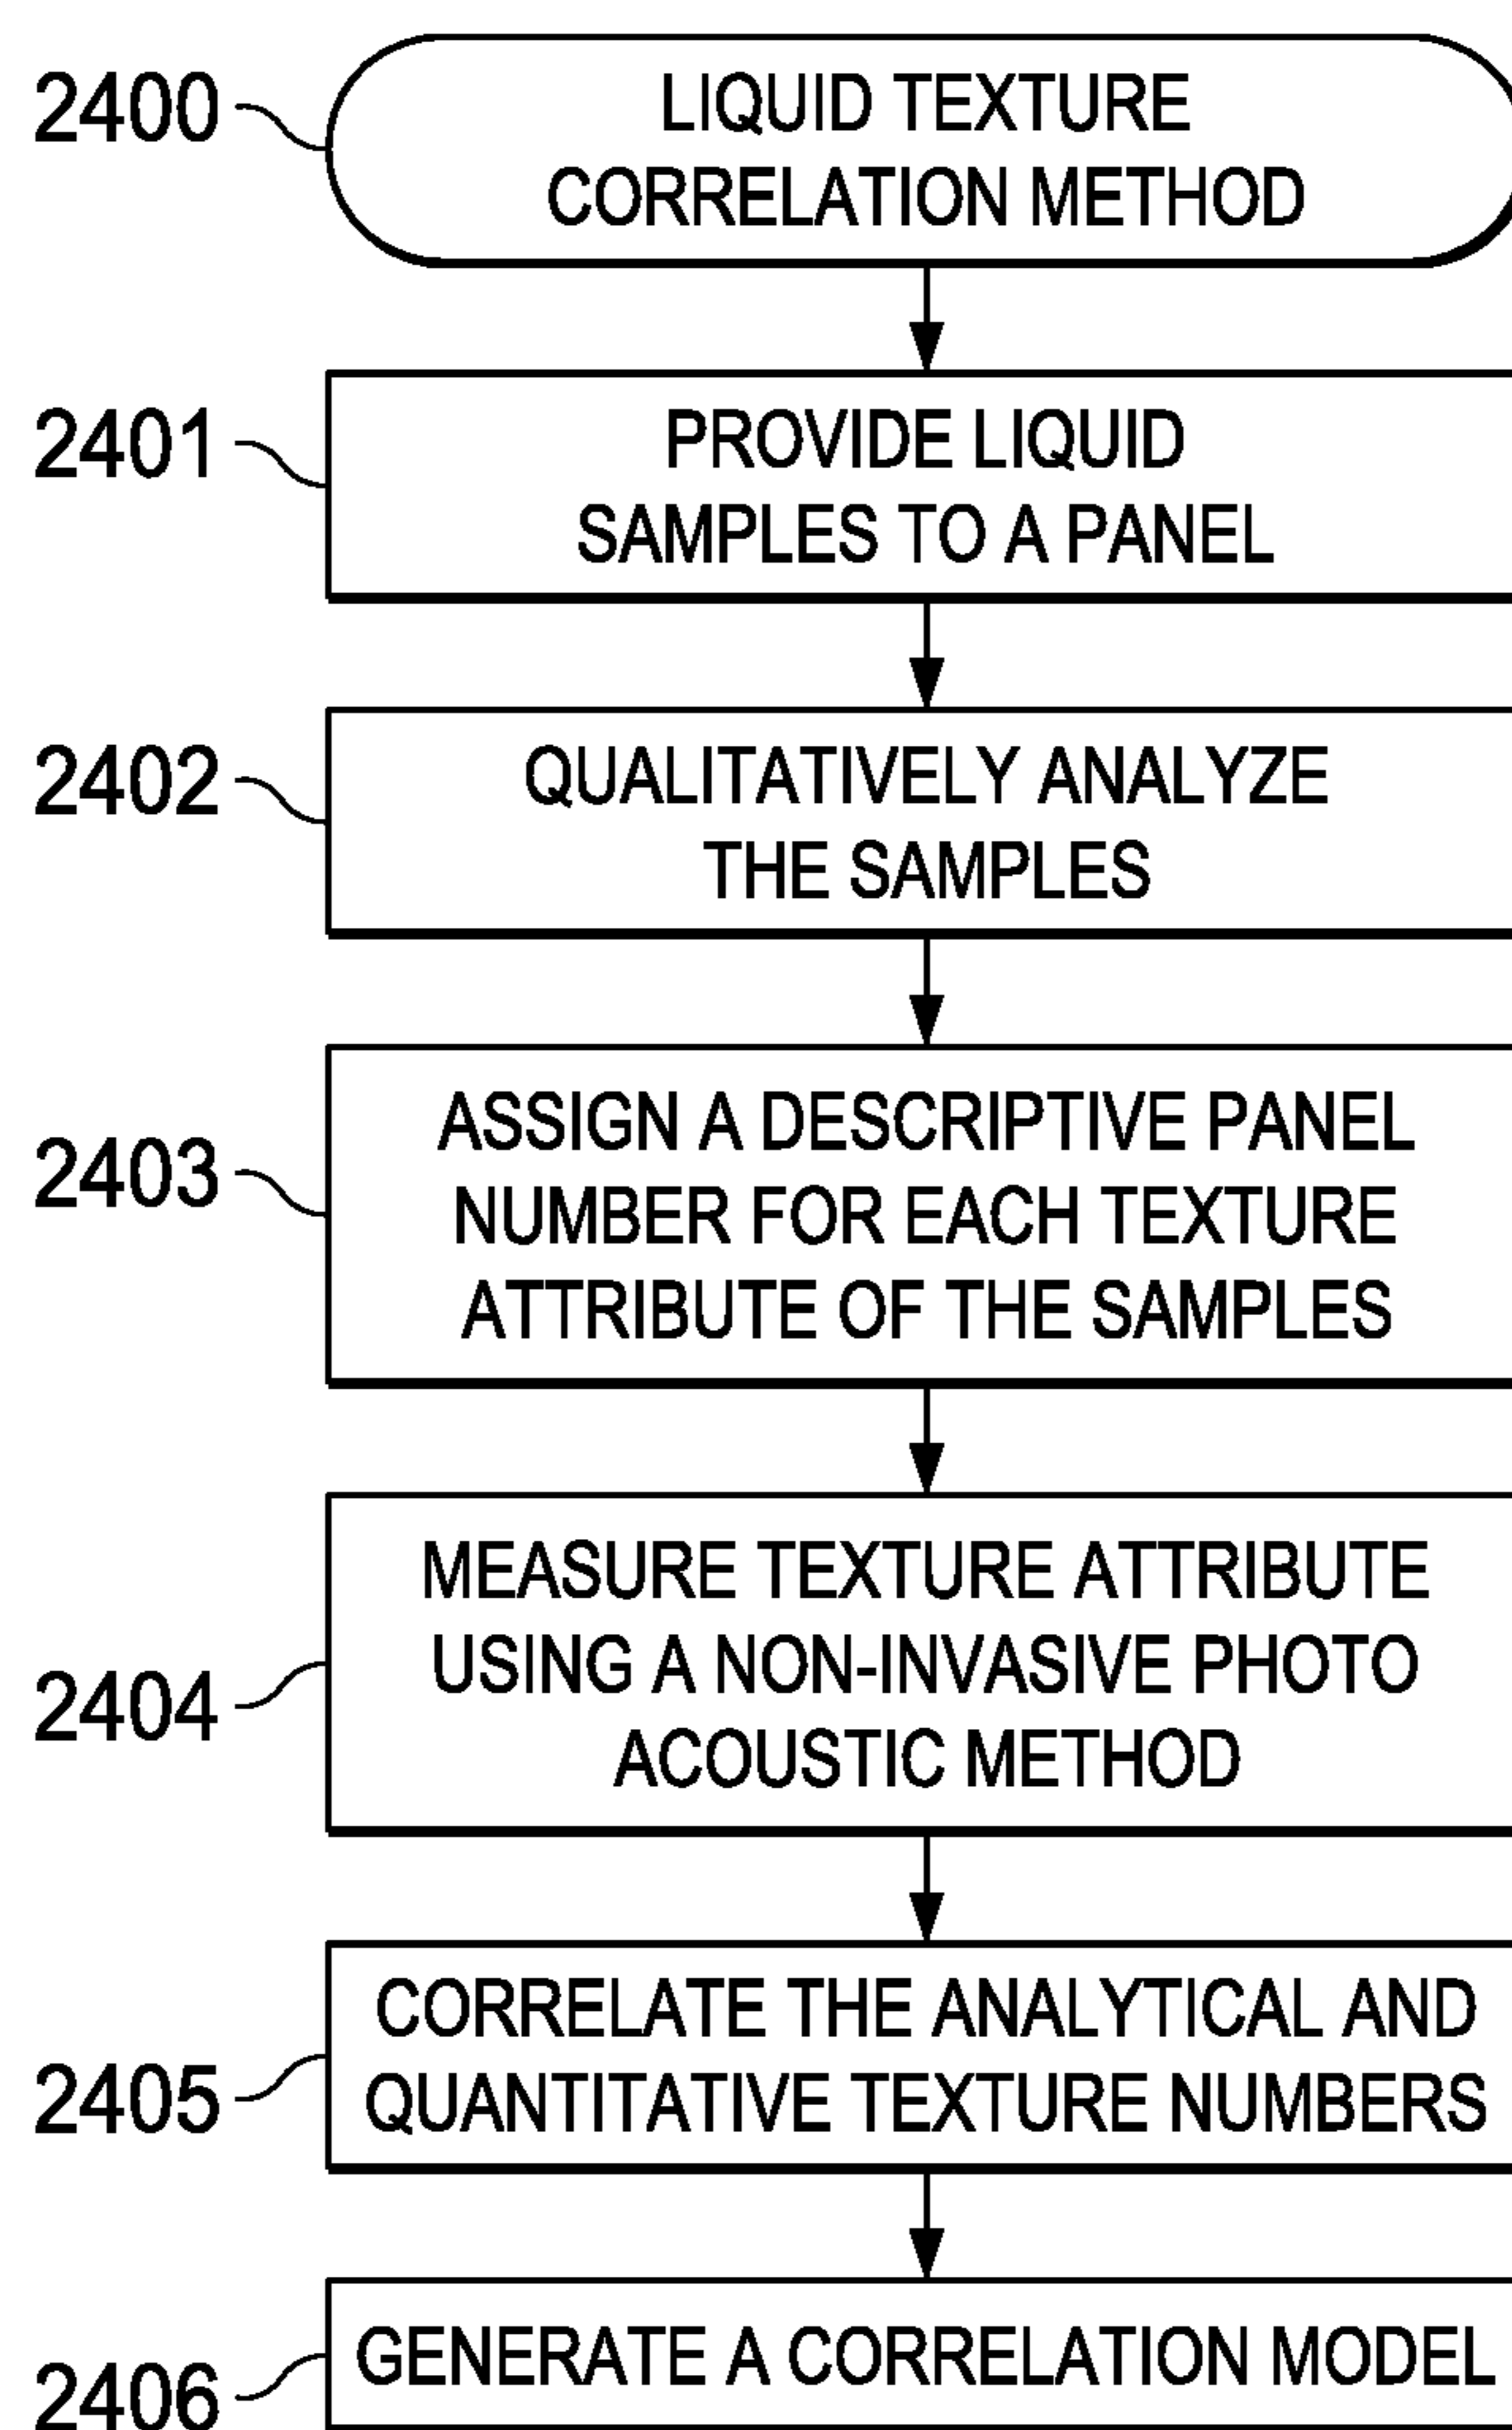 2400
LIQUID TEXTURE
CORRELATION METHOD
2401
PROVIDE LIQUID
SAMPLES TO A PANEL
2402
QUALITATIVELY ANALYZE
THE SAMPLES
2403
ASSIGN A DESCRIPTIVE PANEL
NUMBER FOR EACH TEXTURE
ATTRIBUTE OF THE SAMPLES
2404
MEASURE TEXTURE ATTRIBUTE
USING A NON-INVASIVE PHOTO
ACOUSTIC METHOD
2405
CORRELATE THE ANALYTICAL AND
QUANTITATIVE TEXTURE NUMBERS
2406
GENERATE A CORRELATION MODEL